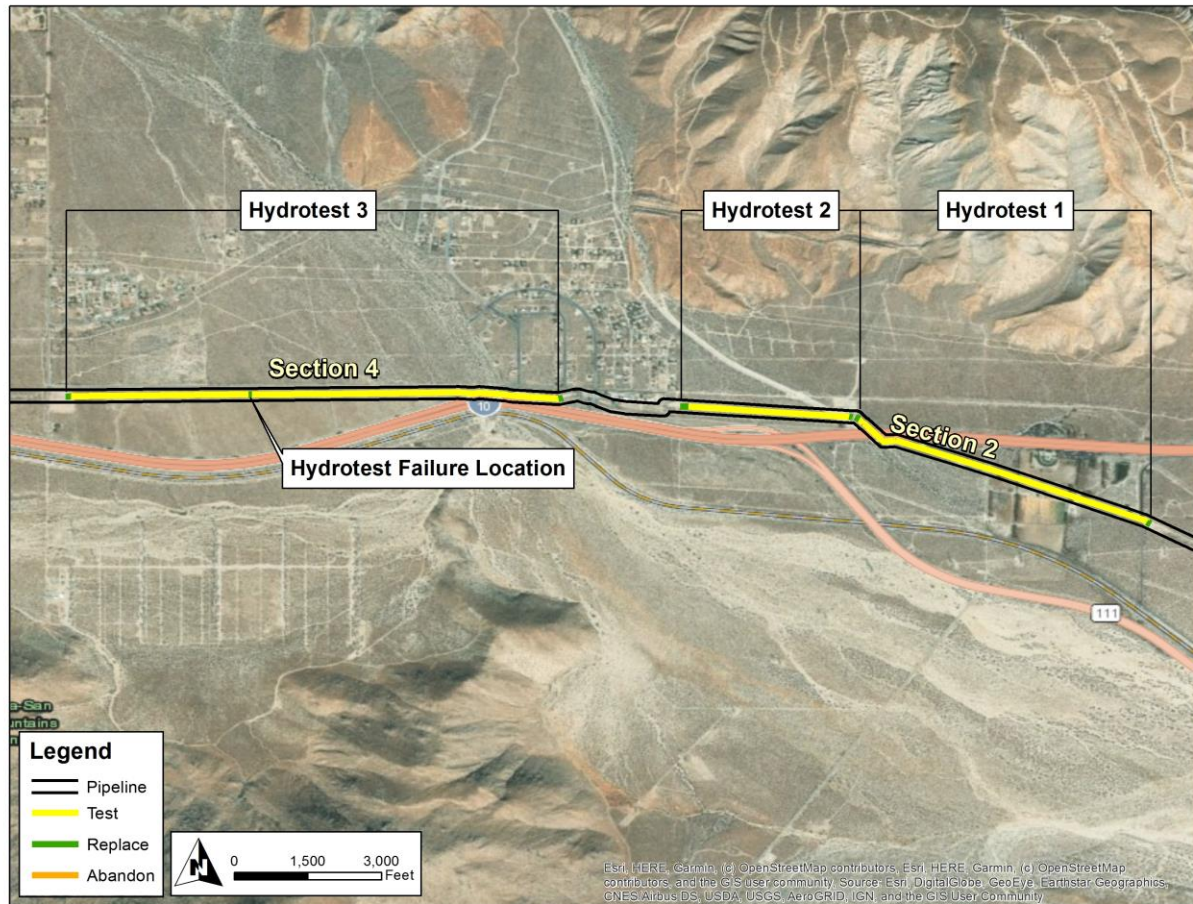 Hydrotest 3
Hydrotest 2
Hydrotest 1
Section 4
10
Section 2
Hydrotest Failure Location
111
a-San
untains
Legend
Pipeline
Test
Replace
Abandon
N
0 1,500 3,000
Feet
Esri, HERE, Garmin, (c) OpenStreetMap contributors, Esri, HERE, Garmin, (c) OpenStreetMap
contributors, and the GIS user community, Source: Esri, DigitalGlobe, GeoEye, Earthstar Geographics,
CNES/Airbus DS, USDA, USGS, AeroGRID, IGN, and the GIS User Community